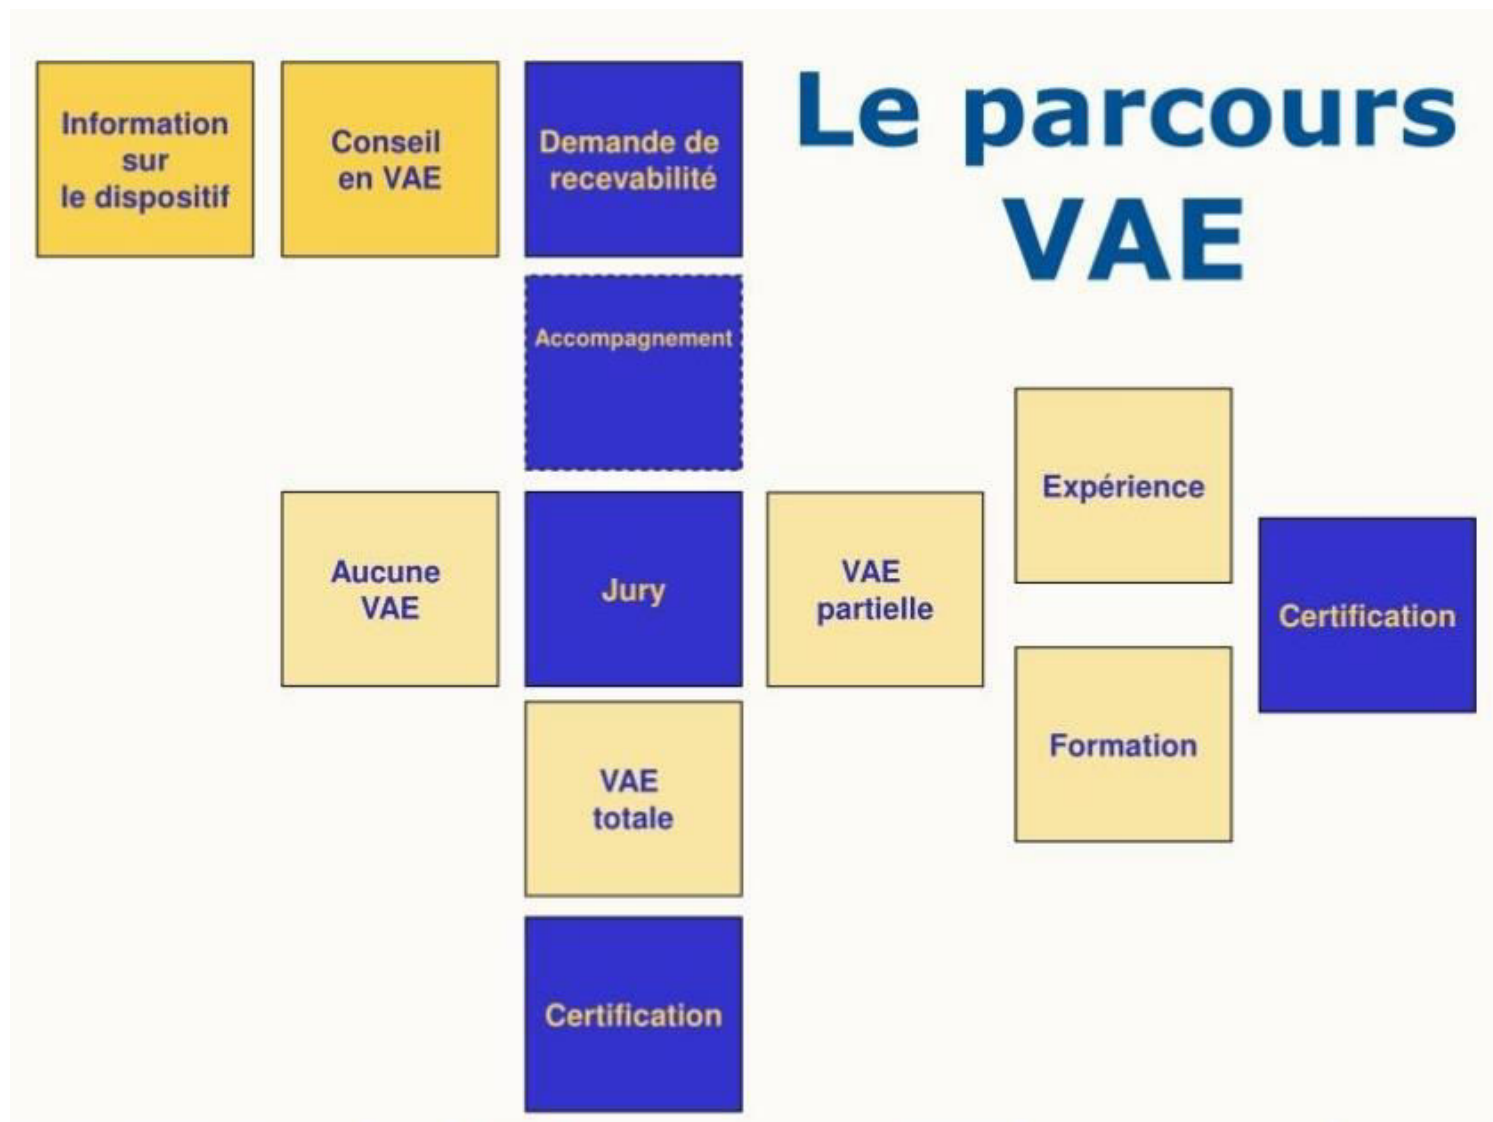 Le parcours
VAE
Information
sur
le dispositif
Conseil
en VAE
Demande de
recevabilité
Accompagnement
Aucune
VAE
Jury
VAE
partielle
Expérience
Formation
Certification
VAE
totale
Certification